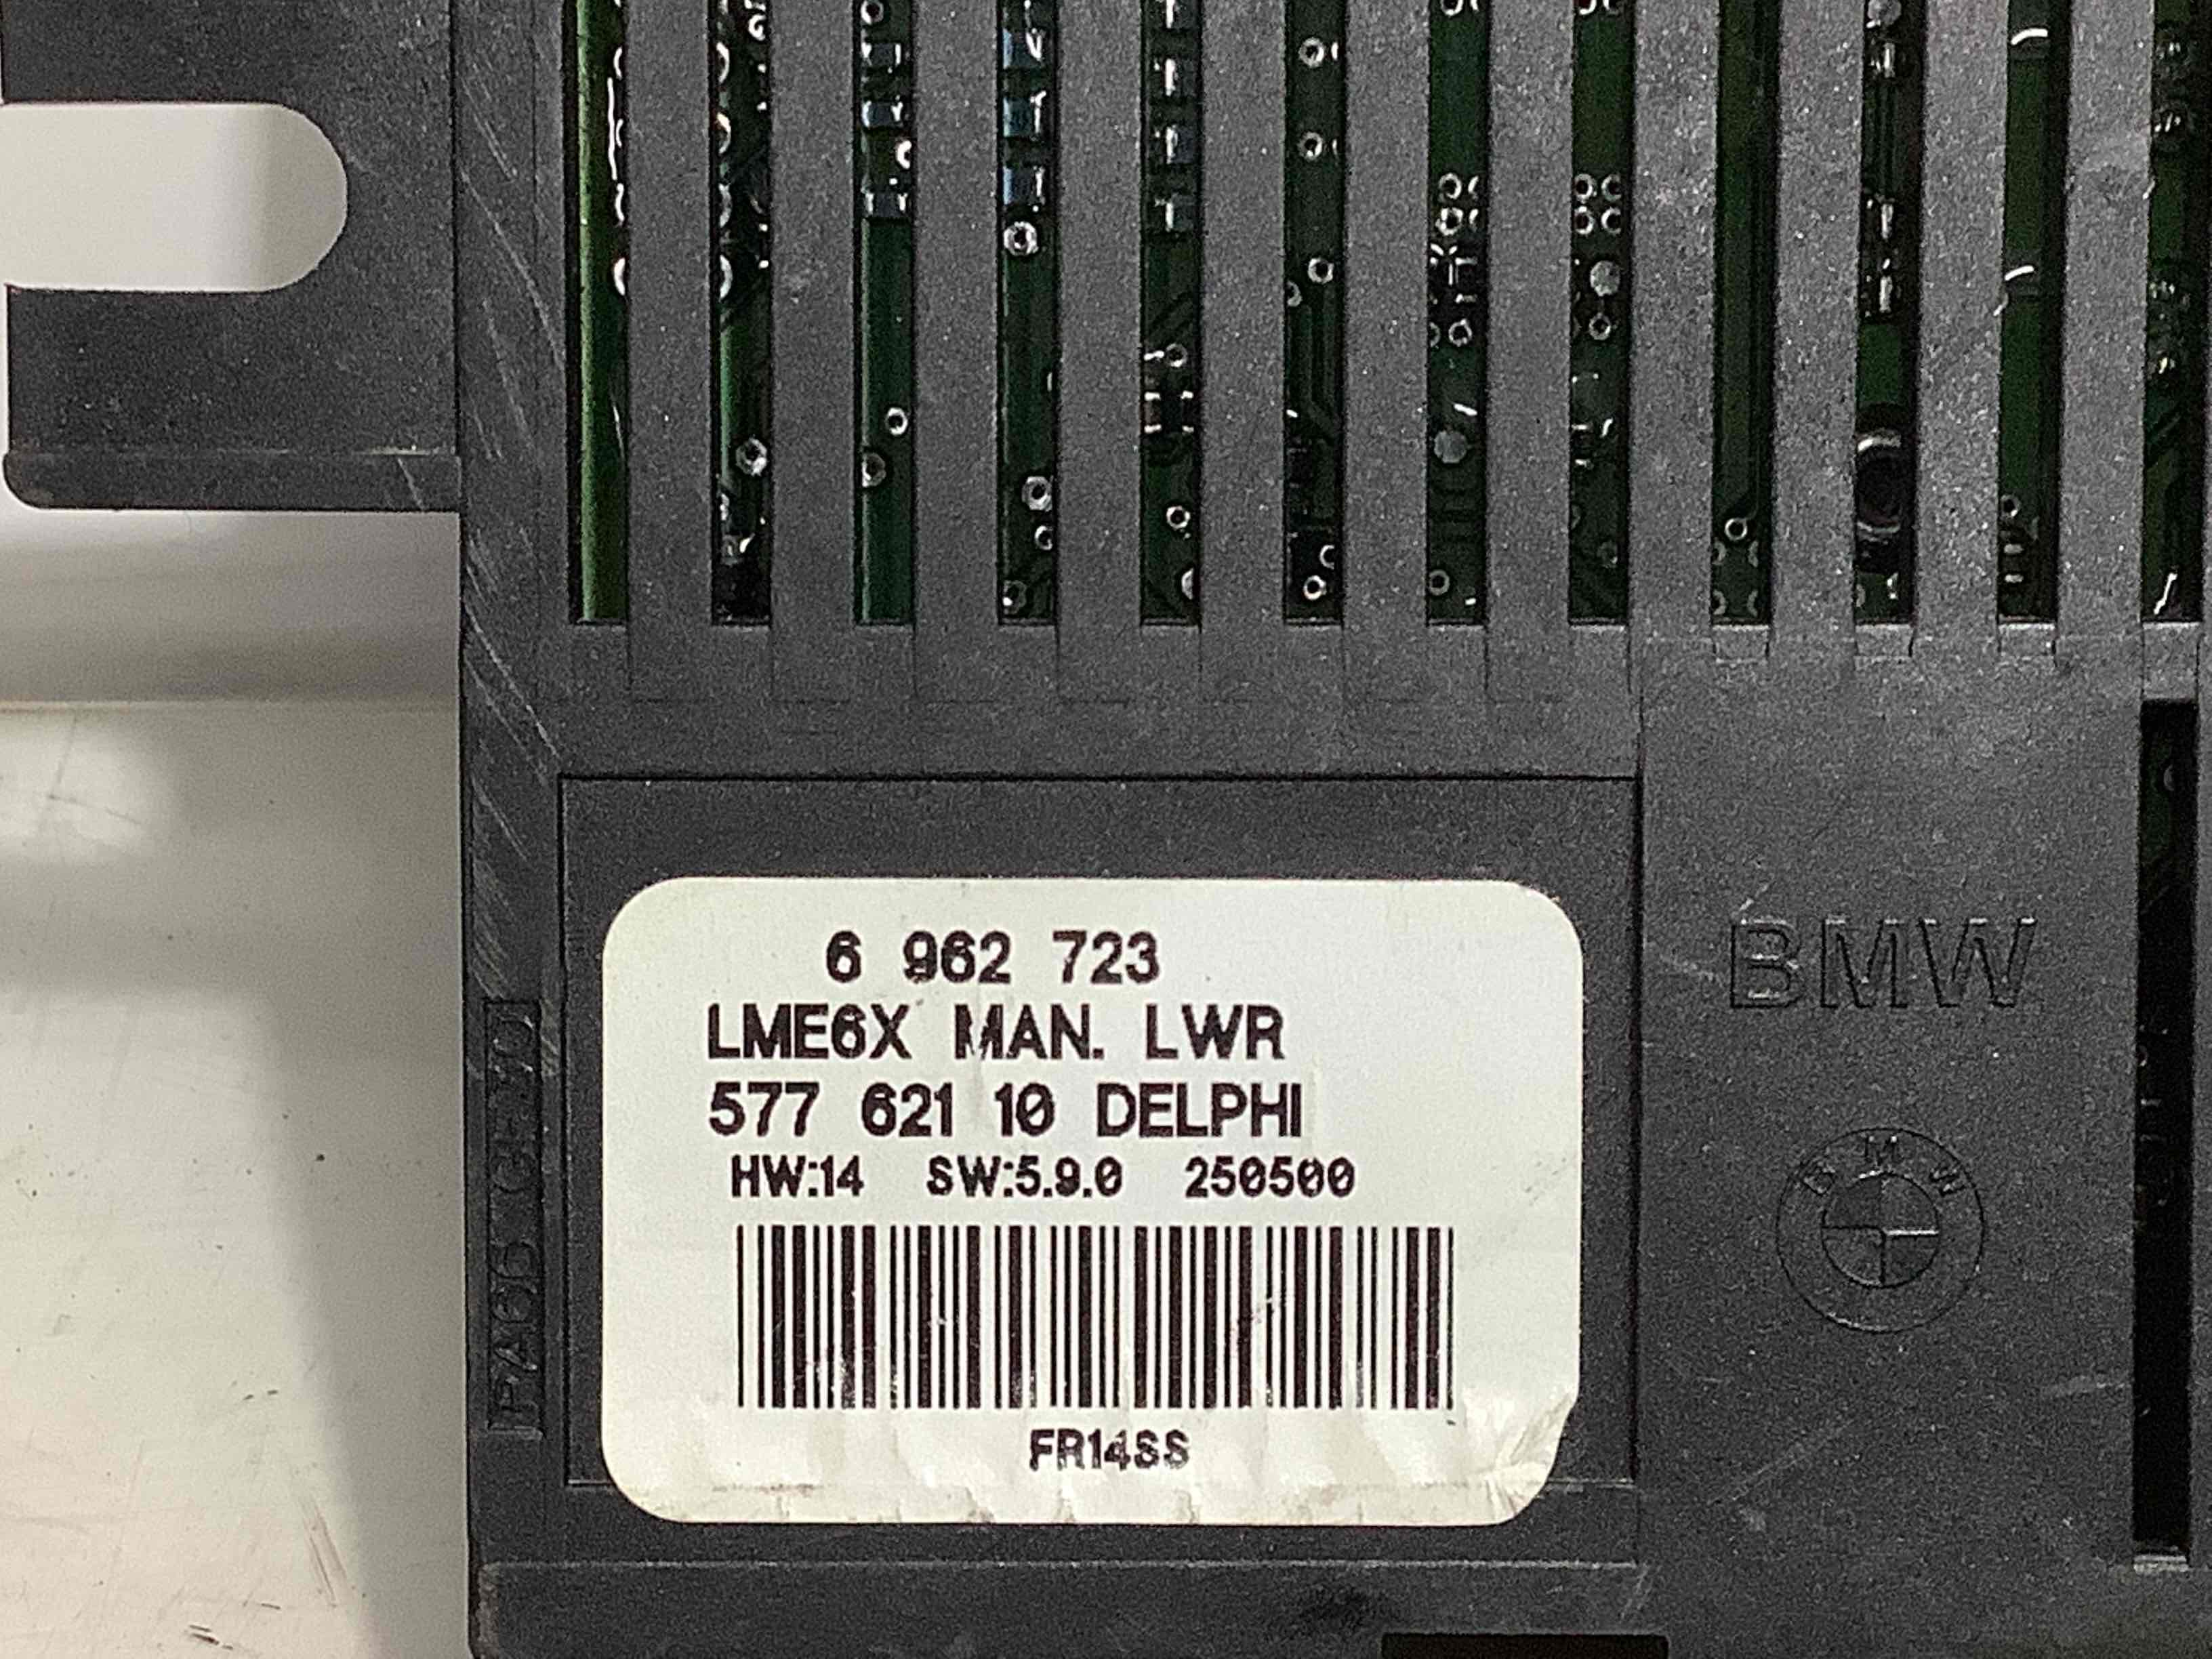 6 962 723
LME6X MAN. LWR
577 621 10 DELPHI
HW:14 SW:5.9.0 250500
FR14SS
BMW
BMW